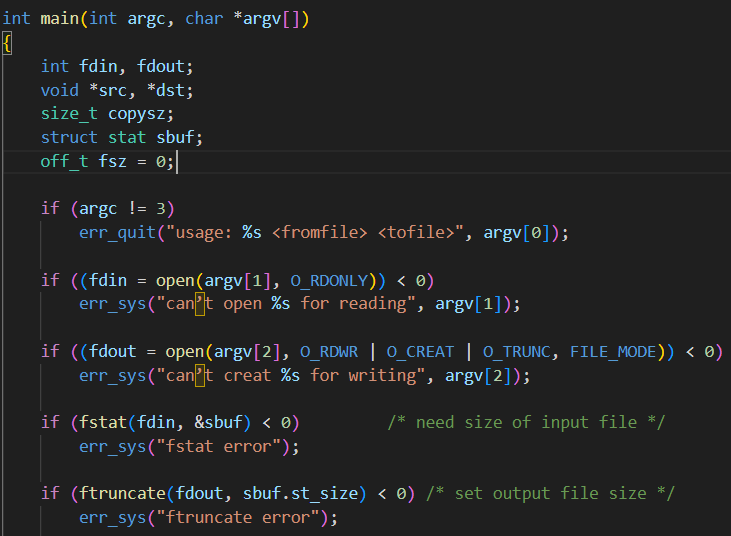 int main(int argc, char *argv[])
{
    int fdin, fdout;
    void *src, *dst;
    size_t copysz;
    struct stat sbuf;
    off_t fsz = 0;

    if (argc != 3)
        err_quit("usage: %s <fromfile> <tofile>", argv[0]);

    if ((fdin = open(argv[1], O_RDONLY)) < 0)
        err_sys("can’t open %s for reading", argv[1]);

    if ((fdout = open(argv[2], O_RDWR | O_CREAT | O_TRUNC, FILE_MODE)) < 0)
        err_sys("can’t creat %s for writing", argv[2]);

    if (fstat(fdin, &sbuf) < 0)         /* need size of input file */
        err_sys("fstat error");

    if (ftruncate(fdout, sbuf.st_size) < 0) /* set output file size */
        err_sys("ftruncate error");